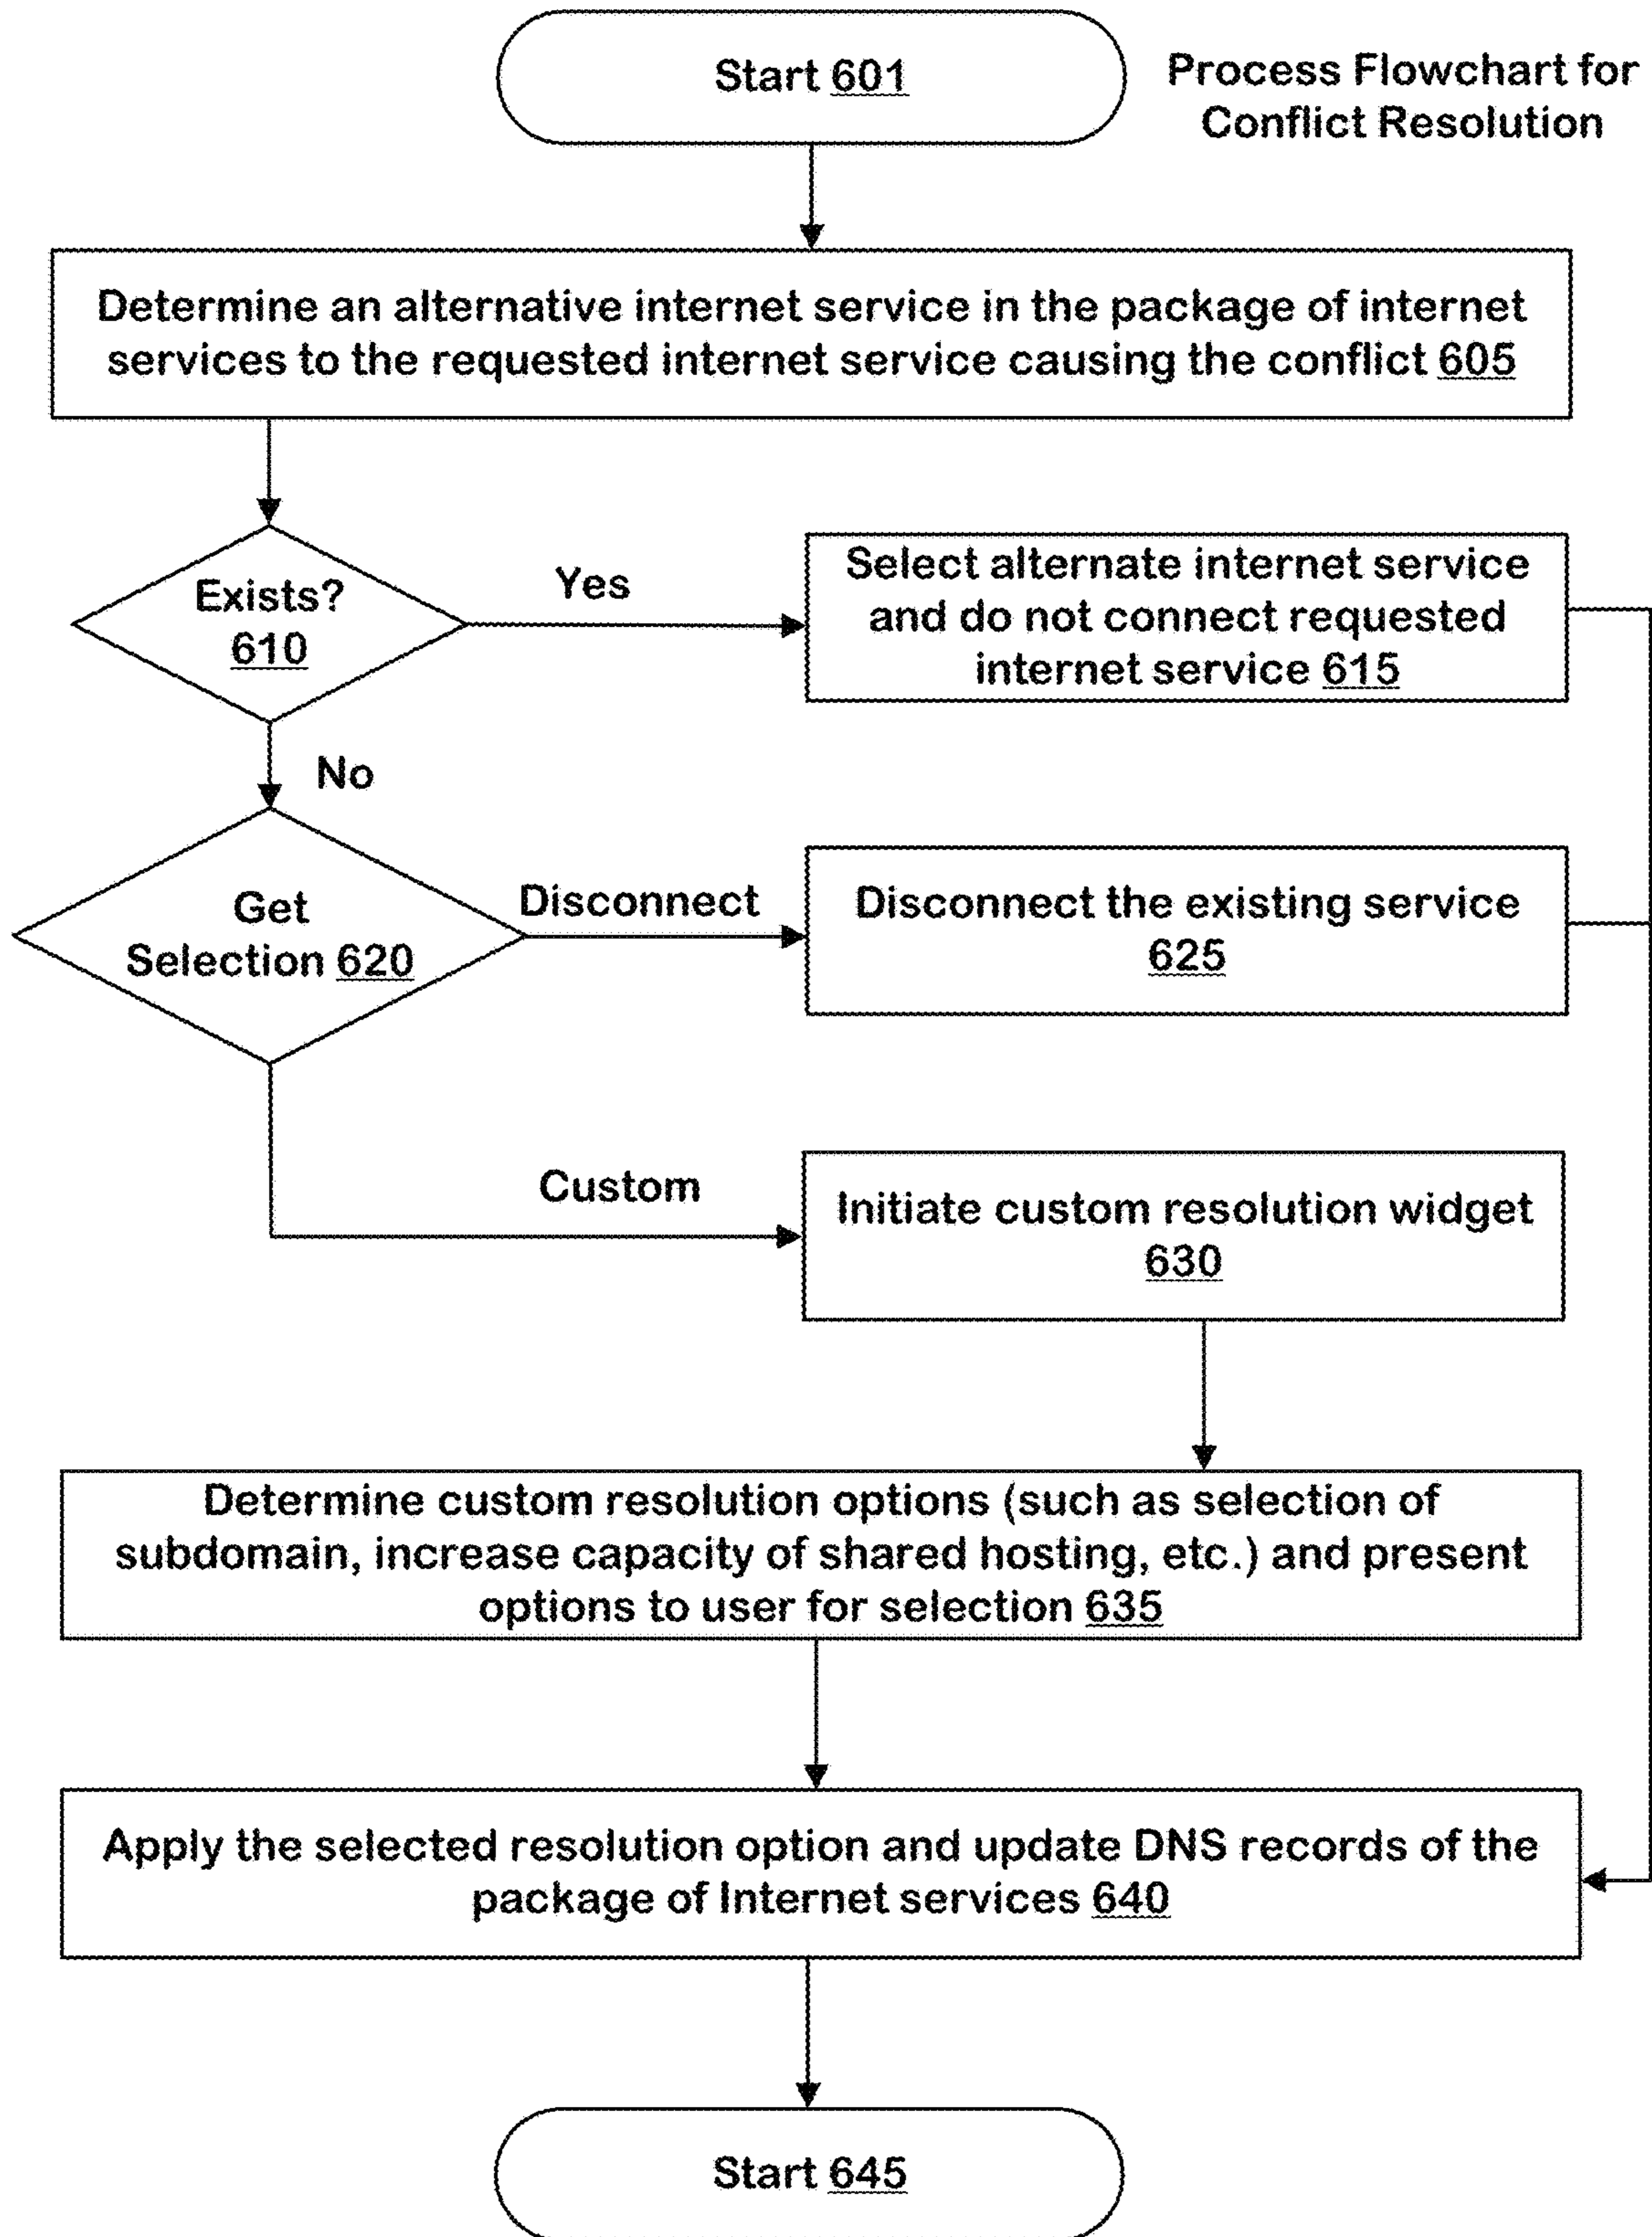 Start 601
Process Flowchart for
Conflict Resolution
Determine an alternative internet service in the package of internet
services to the requested internet service causing the conflict 605
Exists?
610
Yes
Select alternate internet service
and do not connect requested
internet service 615
No
Get
Selection 620
Disconnect
Disconnect the existing service
625
Custom
Initiate custom resolution widget
630
Determine custom resolution options (such as selection of
subdomain, increase capacity of shared hosting, etc.) and present
options to user for selection 635
Apply the selected resolution option and update DNS records of the
package of Internet services 640
Start 645